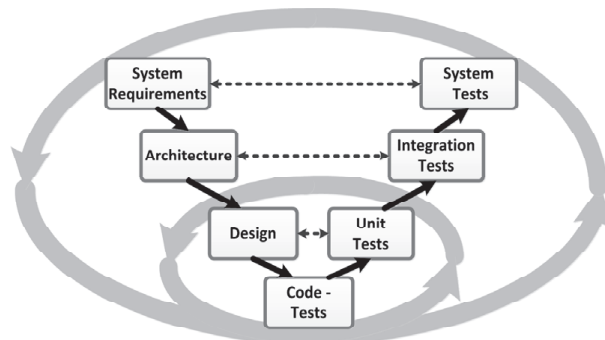 System
Requirements
System
Tests
Architecture
Integration
Tests
Design
Unit
Tests
Code -
Tests